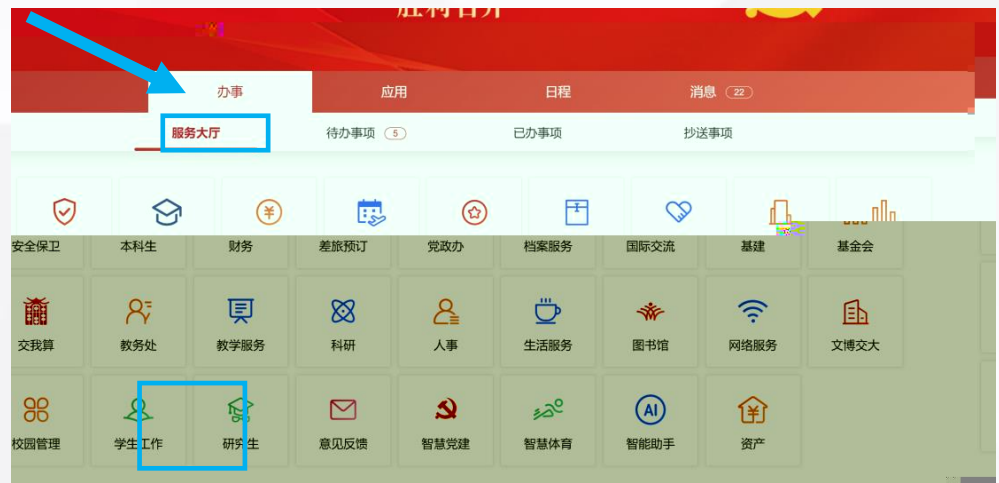 胜利召开
办事 应用 日程 消息 22
服务大厅 待办事项 5 已办事项 抄送事项
安全保卫 本科生 财务 差旅预订 党政办 档案服务 国际交流 基建 基金会
交我算 教务处 教学服务 科研 人事 生活服务 图书馆 网络服务 文博交大
校园管理 学生工作 研究生 意见反馈 智慧党建 智慧体育 AI 智能助手 资产